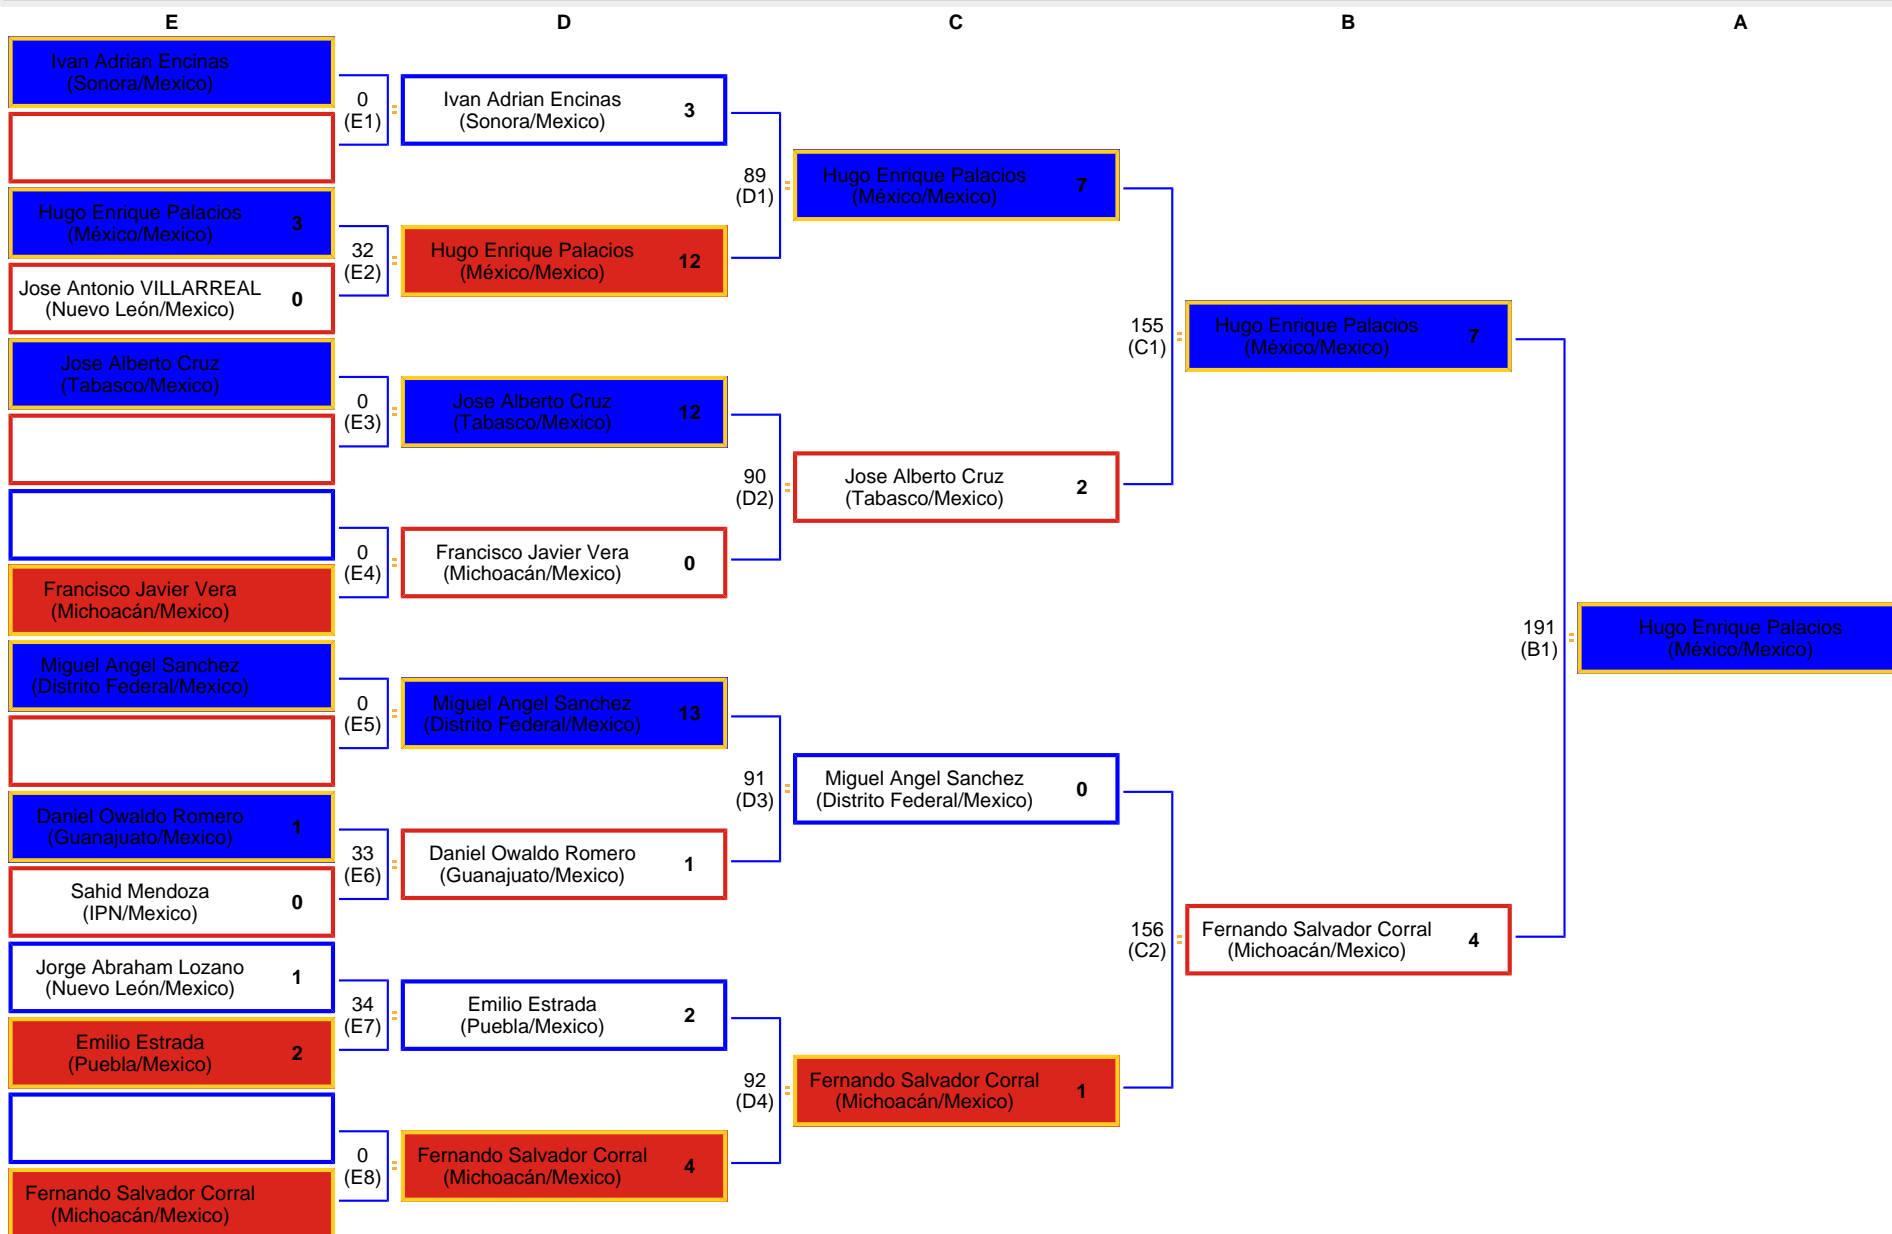 E
D
C
B
A
Ivan Adrian Encinas
(Sonora/Mexico)
0
(E1)
Hugo Enrique Palacios
(México/Mexico)
3
32
(E2)
Jose Antonio VILLARREAL
(Nuevo León/Mexico)
0
Jose Alberto Cruz
(Tabasco/Mexico)
0
(E3)
0
(E4)
Francisco Javier Vera
(Michoacán/Mexico)
Miguel Angel Sanchez
(Distrito Federal/Mexico)
0
(E5)
Daniel Owaldo Romero
(Guanajuato/Mexico)
1
33
(E6)
Sahid Mendoza
(IPN/Mexico)
0
Jorge Abraham Lozano
(Nuevo León/Mexico)
1
34
(E7)
Emilio Estrada
(Puebla/Mexico)
2
0
(E8)
Fernando Salvador Corral
(Michoacán/Mexico)
Ivan Adrian Encinas
(Sonora/Mexico)
3
89
(D1)
Hugo Enrique Palacios
(México/Mexico)
12
Jose Alberto Cruz
(Tabasco/Mexico)
12
90
(D2)
Francisco Javier Vera
(Michoacán/Mexico)
0
Miguel Angel Sanchez
(Distrito Federal/Mexico)
13
91
(D3)
Daniel Owaldo Romero
(Guanajuato/Mexico)
1
Emilio Estrada
(Puebla/Mexico)
2
92
(D4)
Fernando Salvador Corral
(Michoacán/Mexico)
4
Hugo Enrique Palacios
(México/Mexico)
7
155
(C1)
Jose Alberto Cruz
(Tabasco/Mexico)
2
Miguel Angel Sanchez
(Distrito Federal/Mexico)
0
156
(C2)
Fernando Salvador Corral
(Michoacán/Mexico)
1
Hugo Enrique Palacios
(México/Mexico)
7
191
(B1)
Fernando Salvador Corral
(Michoacán/Mexico)
4
Hugo Enrique Palacios
(México/Mexico)